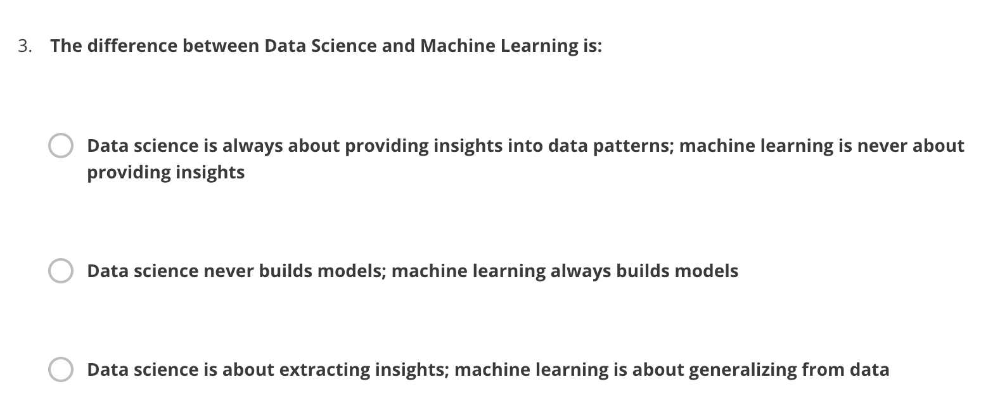 3. The difference between Data Science and Machine Learning is:
Data science is always about providing insights into data patterns; machine learning is never about
providing insights
Data science never builds models; machine learning always builds models
Data science is about extracting insights; machine learning is about generalizing from data